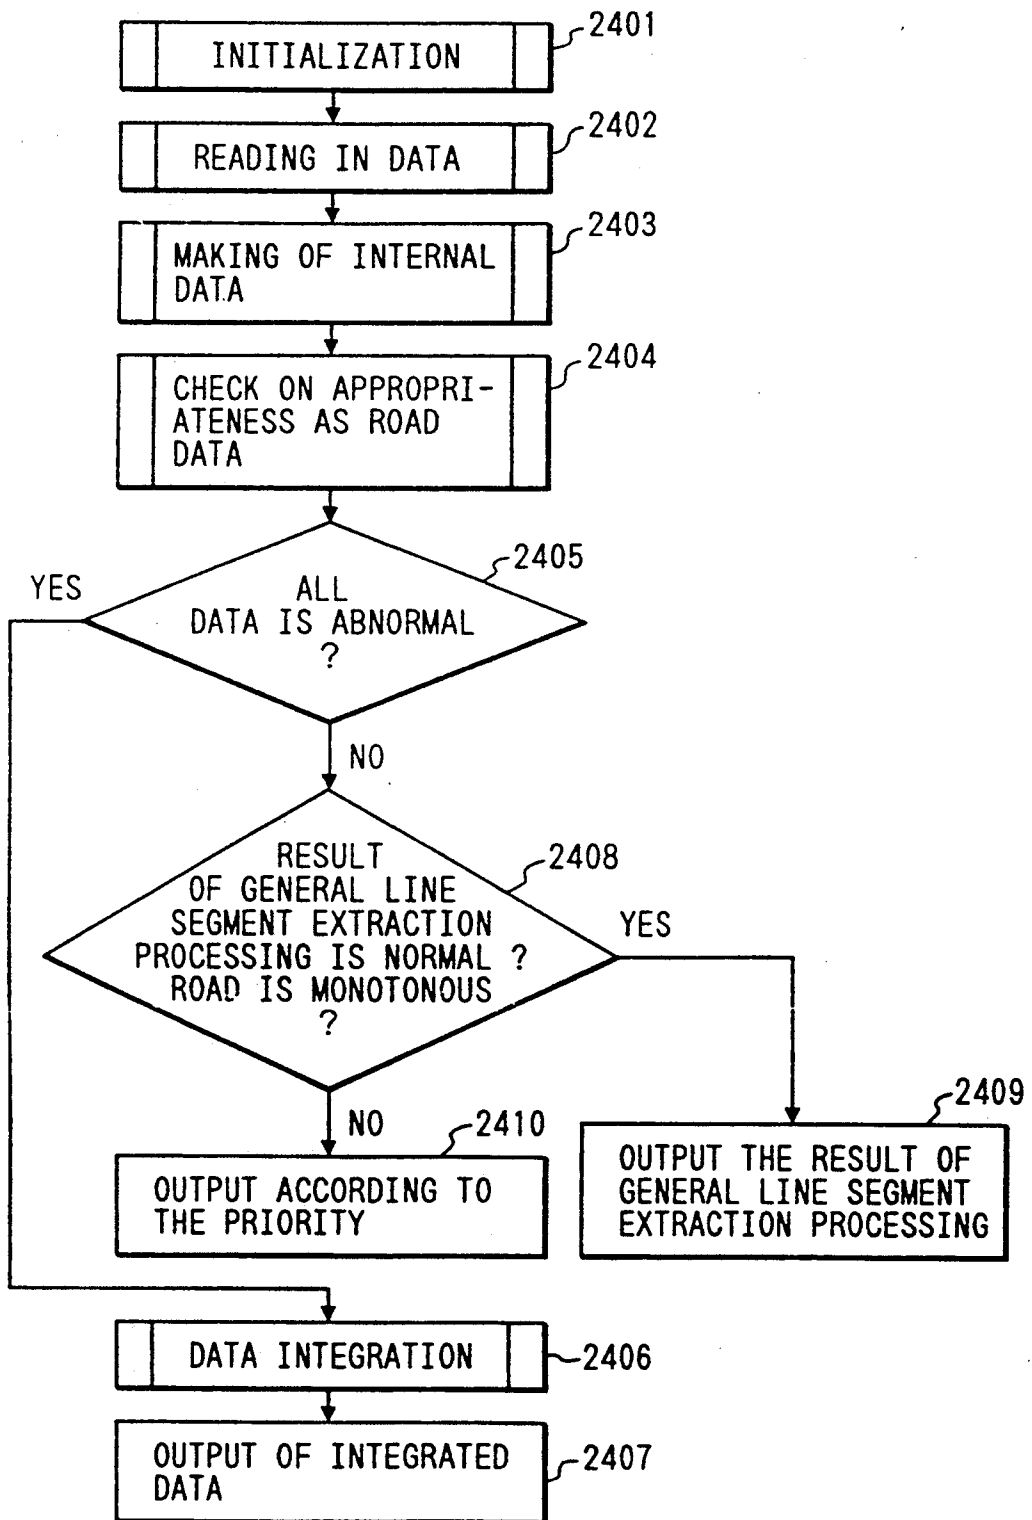 2401
INITIALIZATION
2402
READING IN DATA
2403
MAKING OF INTERNAL
DATA
2404
CHECK ON APPROPRI-
ATENESS AS ROAD
DATA
2405
YES
ALL
DATA IS ABNORMAL
?
NO
2408
RESULT
OF GENERAL LINE
SEGMENT EXTRACTION
PROCESSING IS NORMAL ?
ROAD IS MONOTONOUS
?
YES
NO
2410
OUTPUT ACCORDING TO
THE PRIORITY
2409
OUTPUT THE RESULT OF
GENERAL LINE SEGMENT
EXTRACTION PROCESSING
DATA INTEGRATION
2406
OUTPUT OF INTEGRATED
DATA
2407